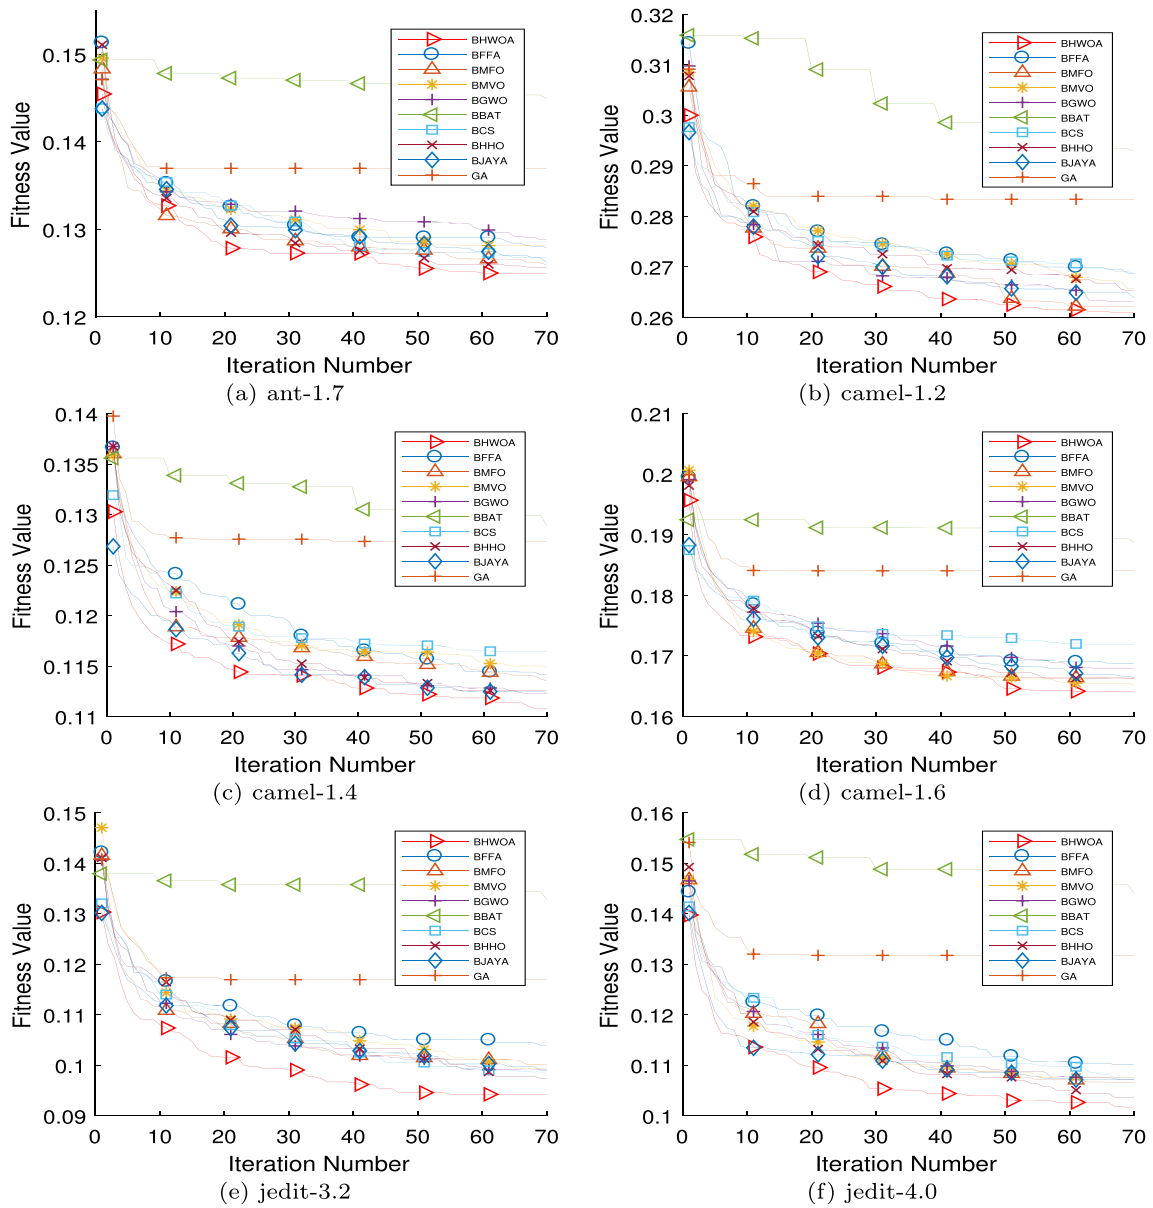 Fitness Value
0.15
0.14
0.13
0.12
0 10 20 30 40 50 60 70
Iteration Number
BHWOA
BFFA
BMFO
BMVO
BGWO
BBAT
BCS
BHHO
BJAYA
GA
(a) ant-1.7
Fitness Value
0.32
0.31
0.3
0.29
0.28
0.27
0.26
0 10 20 30 40 50 60 70
Iteration Number
BHWOA
BFFA
BMFO
BMVO
BGWO
BBAT
BCS
BHHO
BJAYA
GA
(b) camel-1.2
Fitness Value
0.14
0.135
0.13
0.125
0.12
0.115
0.11
0 10 20 30 40 50 60 70
Iteration Number
BHWOA
BFFA
BMFO
BMVO
BGWO
BBAT
BCS
BHHO
BJAYA
GA
(c) camel-1.4
Fitness Value
0.21
0.2
0.19
0.18
0.17
0.16
0 10 20 30 40 50 60 70
Iteration Number
BHWOA
BFFA
BMFO
BMVO
BGWO
BBAT
BCS
BHHO
BJAYA
GA
(d) camel-1.6
Fitness Value
0.15
0.14
0.13
0.12
0.11
0.1
0.09
0 10 20 30 40 50 60 70
Iteration Number
BHWOA
BFFA
BMFO
BMVO
BGWO
BBAT
BCS
BHHO
BJAYA
GA
(e) jedit-3.2
Fitness Value
0.16
0.15
0.14
0.13
0.12
0.11
0.1
0 10 20 30 40 50 60 70
Iteration Number
BHWOA
BFFA
BMFO
BMVO
BGWO
BBAT
BCS
BHHO
BJAYA
GA
(f) jedit-4.0